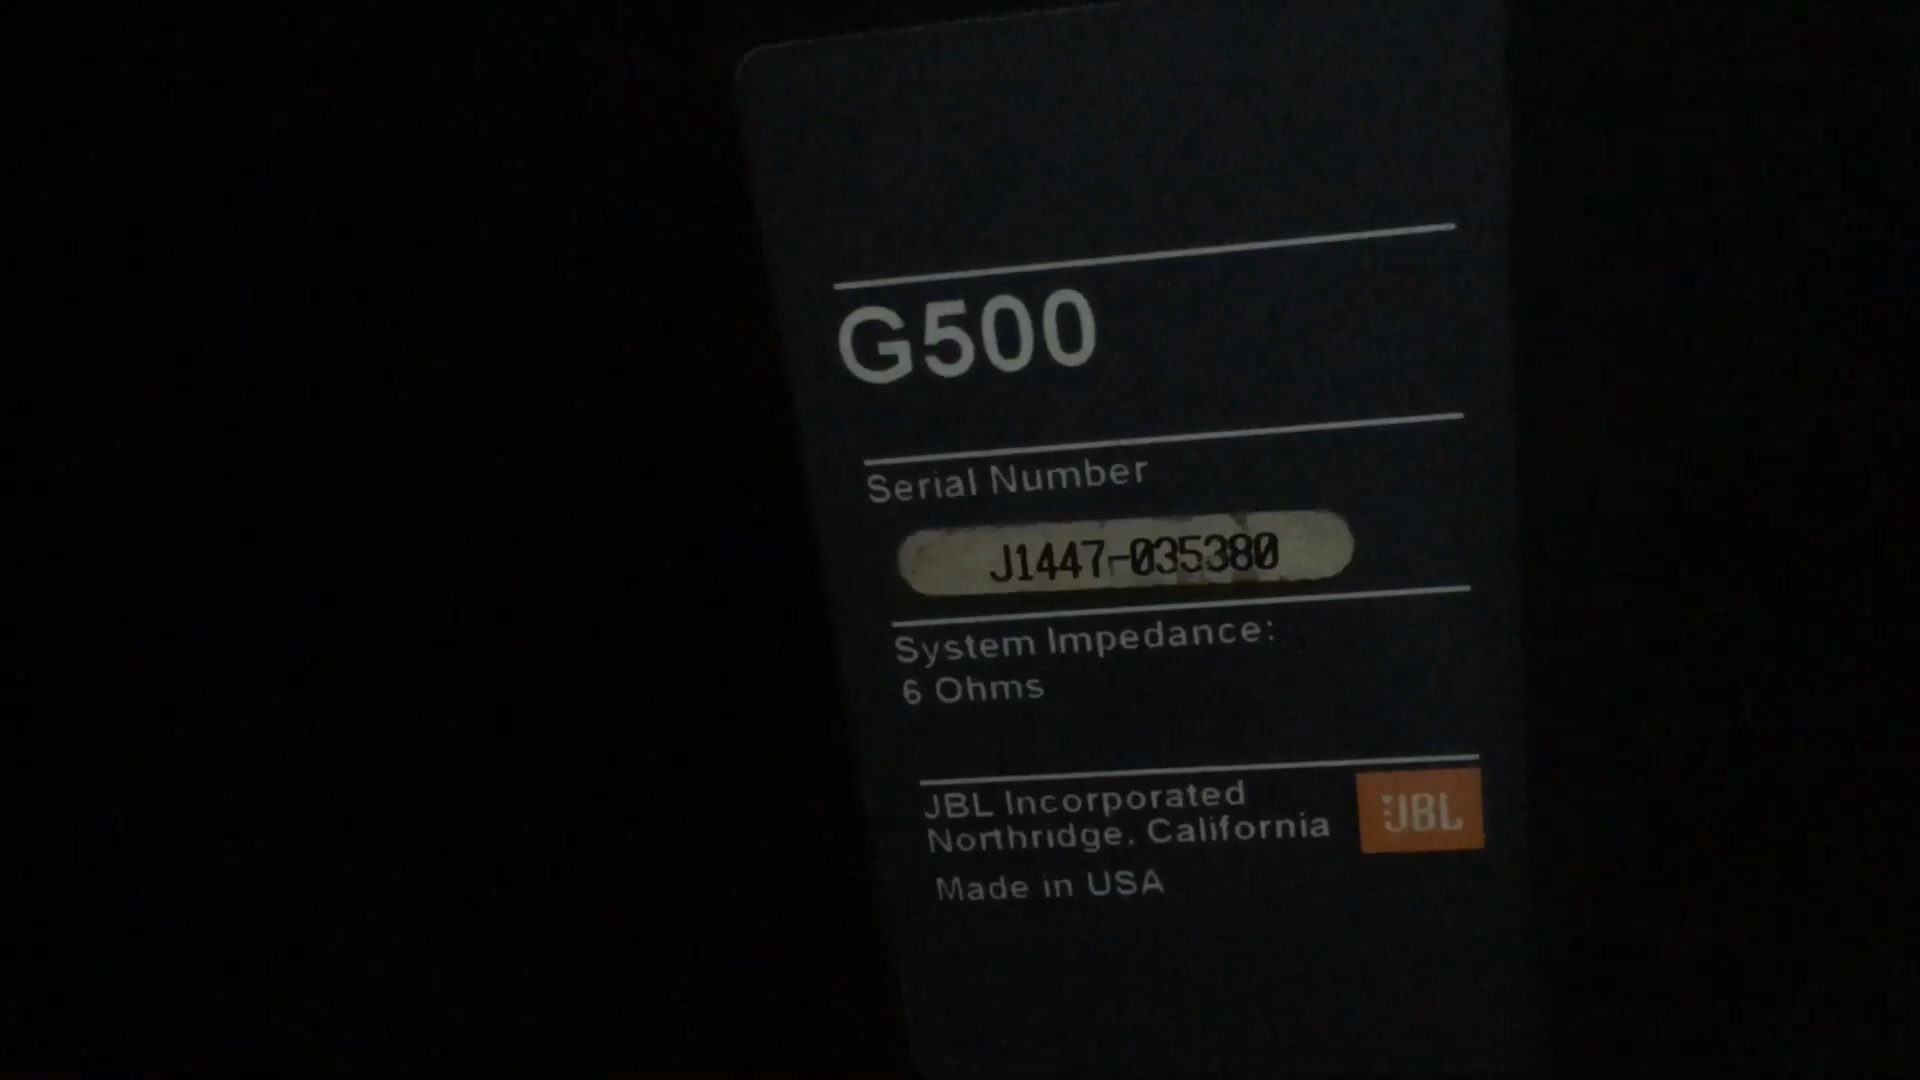 G500
Serial Number
J1447-035380
System Impedance:
6 Ohms
JBL Incorporated
Northridge, California
JBL
Made in USA